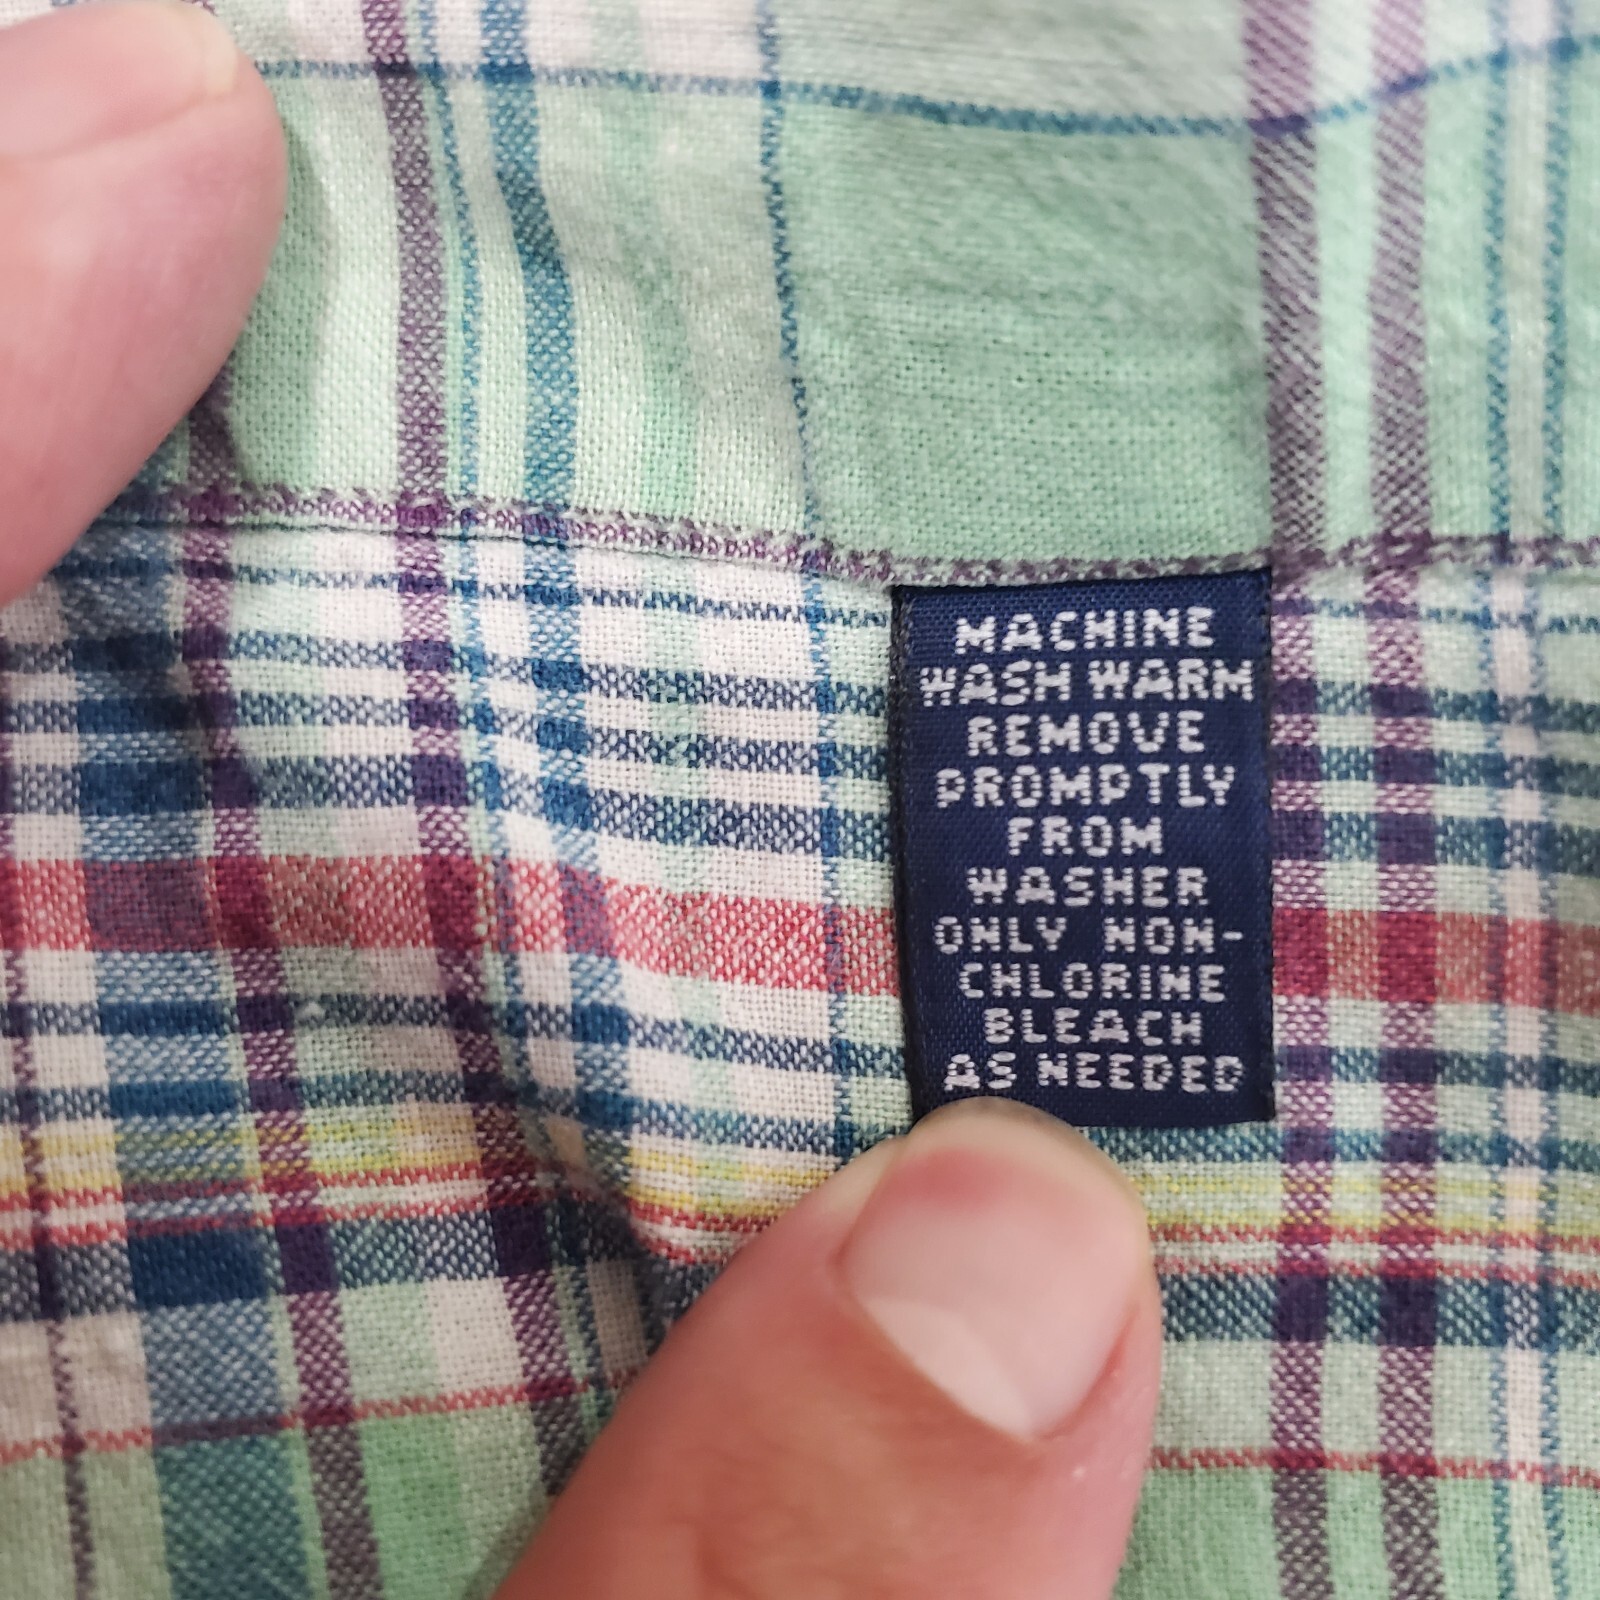 MACHINE
WASH WARM
REMOVE
PROMPTLY
FROM
WASHER
ONLY NON-
CHLORINE
BLEACH
AS NEEDED